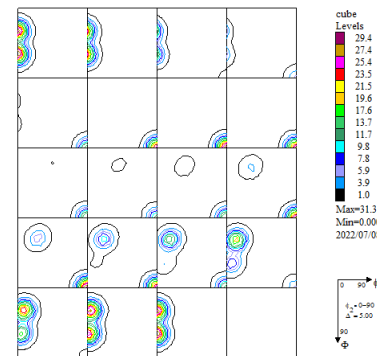 cube
Levels
29.4
27.4
25.4
23.5
21.5
19.6
17.6
13.7
11.7
9.8
7.8
5.9
3.9
1.0
Max=31.3
Min=0.00
2022/07/0
0 90
ϕ₂=0-90
Δ=5.00
90
Φ